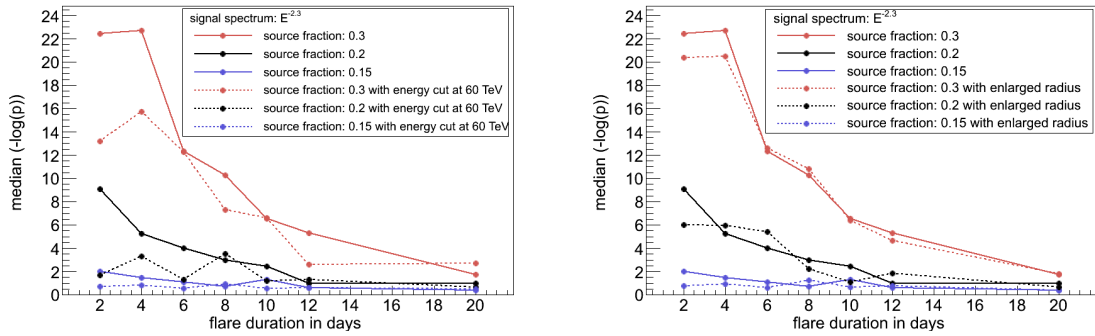 signal spectrum: E^-2.3
source fraction: 0.3
source fraction: 0.2
source fraction: 0.15
source fraction: 0.3 with energy cut at 60 TeV
source fraction: 0.2 with energy cut at 60 TeV
source fraction: 0.15 with energy cut at 60 TeV
median (-log(p))
24
22
20
18
16
14
12
10
8
6
4
2
0
2 4 6 8 10 12 14 16 18 20
flare duration in days
signal spectrum: E^-2.3
source fraction: 0.3
source fraction: 0.2
source fraction: 0.15
source fraction: 0.3 with enlarged radius
source fraction: 0.2 with enlarged radius
source fraction: 0.15 with enlarged radius
median (-log(p))
24
22
20
18
16
14
12
10
8
6
4
2
0
2 4 6 8 10 12 14 16 18 20
flare duration in days